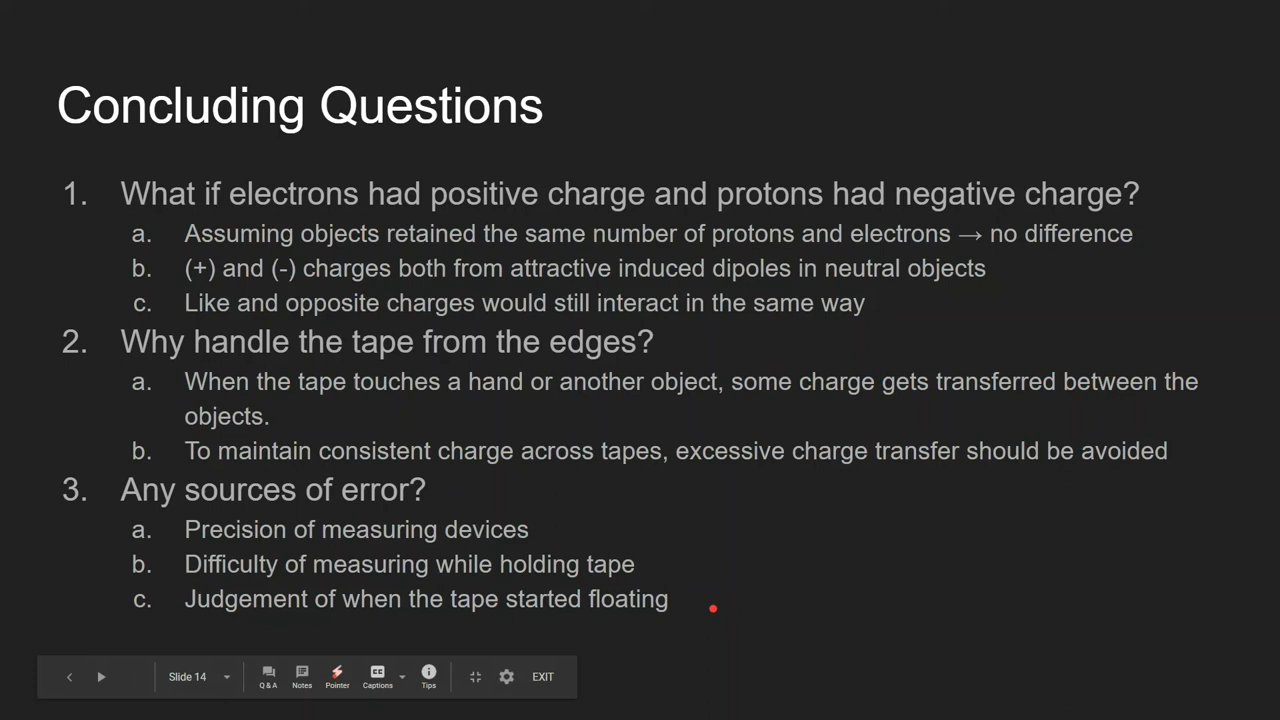 Concluding Questions
1. What if electrons had positive charge and protons had negative charge?
a. Assuming objects retained the same number of protons and electrons → no difference
b. (+) and (-) charges both from attractive induced dipoles in neutral objects
c. Like and opposite charges would still interact in the same way
2. Why handle the tape from the edges?
a. When the tape touches a hand or another object, some charge gets transferred between the
objects.
b. To maintain consistent charge across tapes, excessive charge transfer should be avoided
3. Any sources of error?
a. Precision of measuring devices
b. Difficulty of measuring while holding tape
c. Judgement of when the tape started floating
Slide 14 Q & A Notes Pointer CC Captions Tips EXIT